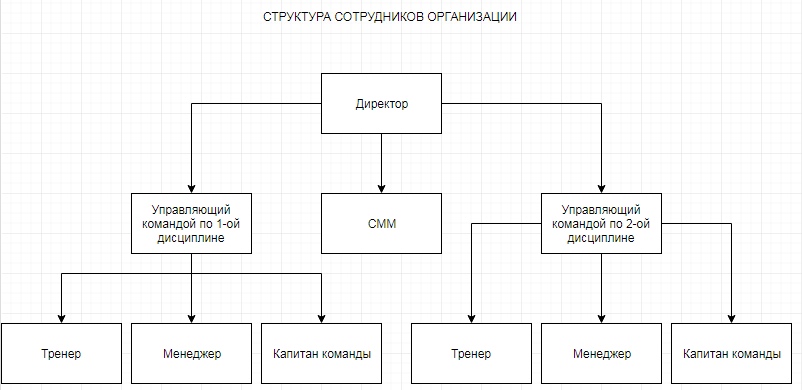 СТРУКТУРА СОТРУДНИКОВ ОРГАНИЗАЦИИ
Директор
Управляющий
командой по 1-ой
дисциплине
СММ
Управляющий
командой по 2-ой
дисциплине
Тренер
Менеджер
Капитан команды
Тренер
Менеджер
Капитан команды